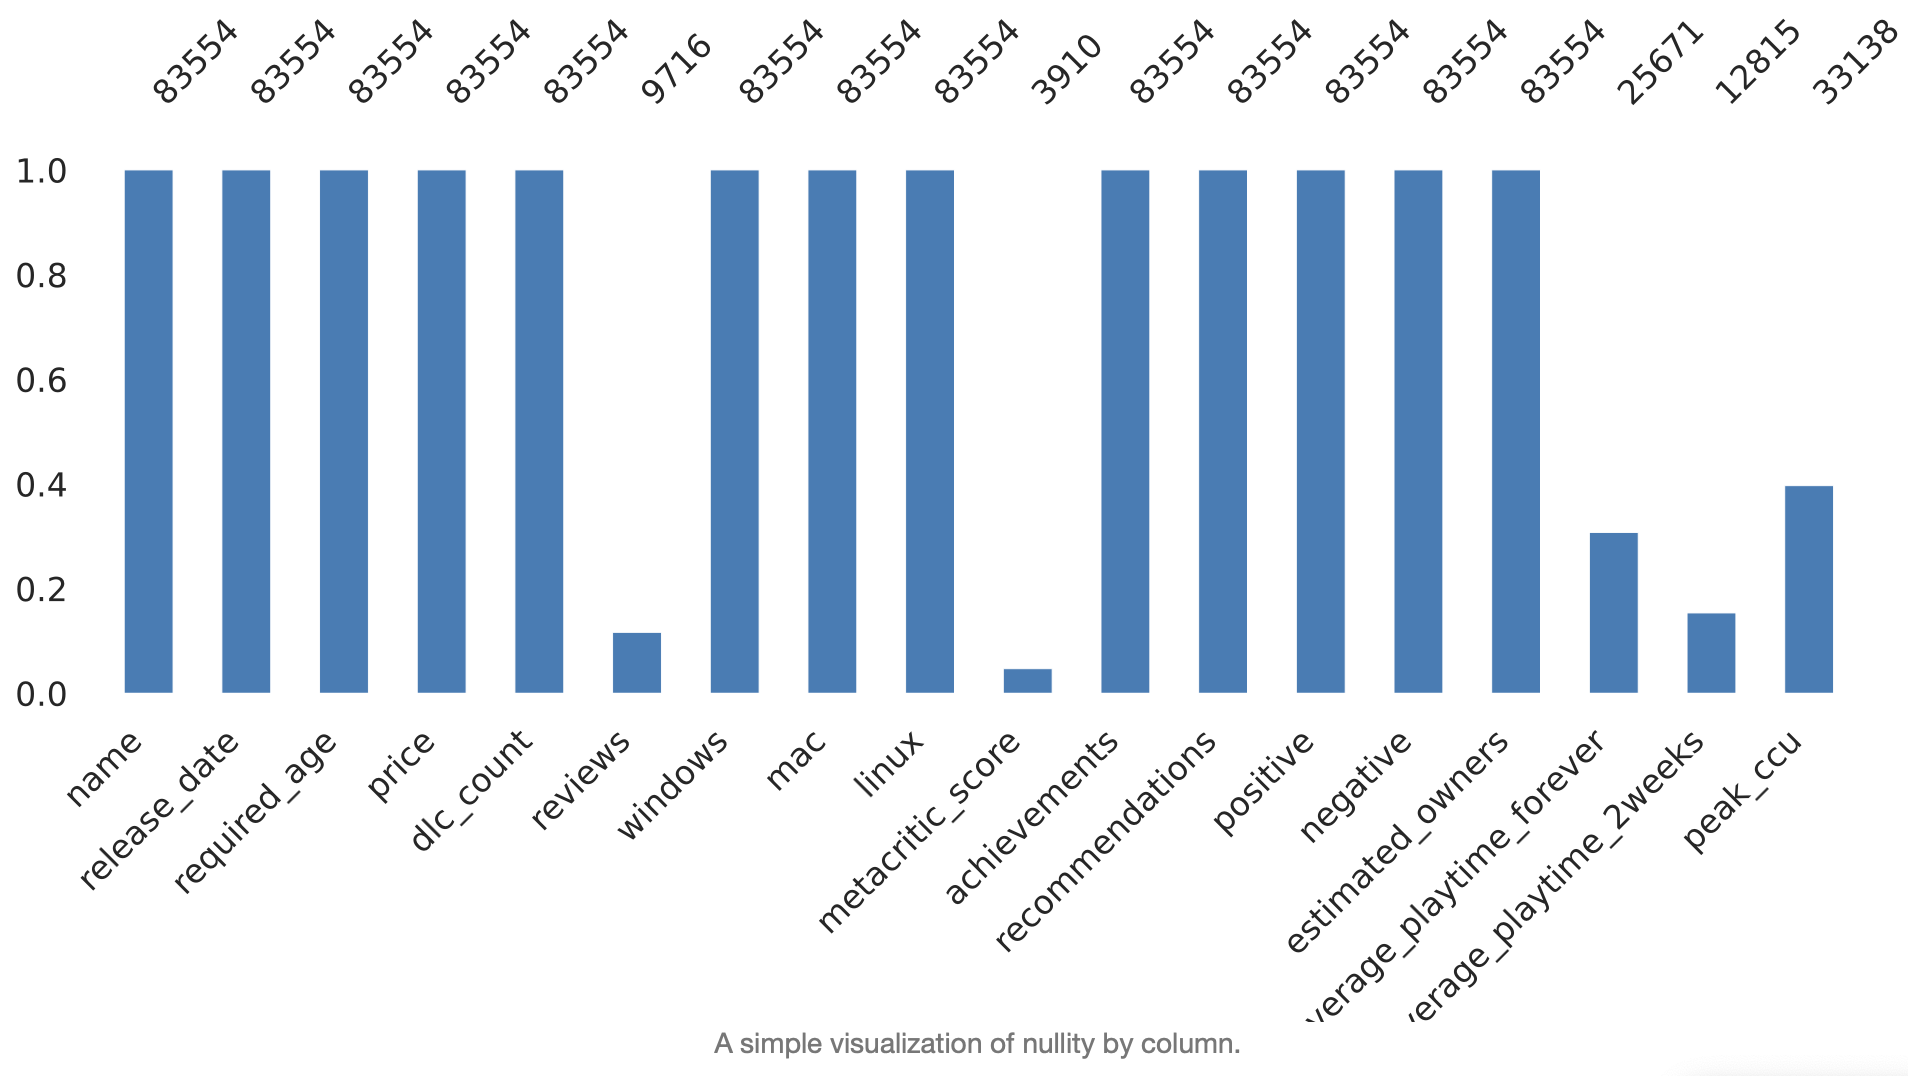 83554 83554 83554 83554 83554 9716 83554 83554 83554 3910 83554 83554 83554 83554 83554 25671 12815 33138
1.0
0.8
0.6
0.4
0.2
0.0
name
release_date
required_age
price
dlc_count
reviews
windows
mac
linux
metacritic_score
achievements
recommendations
positive
negative
estimated_owners
verage_playtime_forever
verage_playtime_2weeks
peak_ccu
A simple visualization of nullity by column.